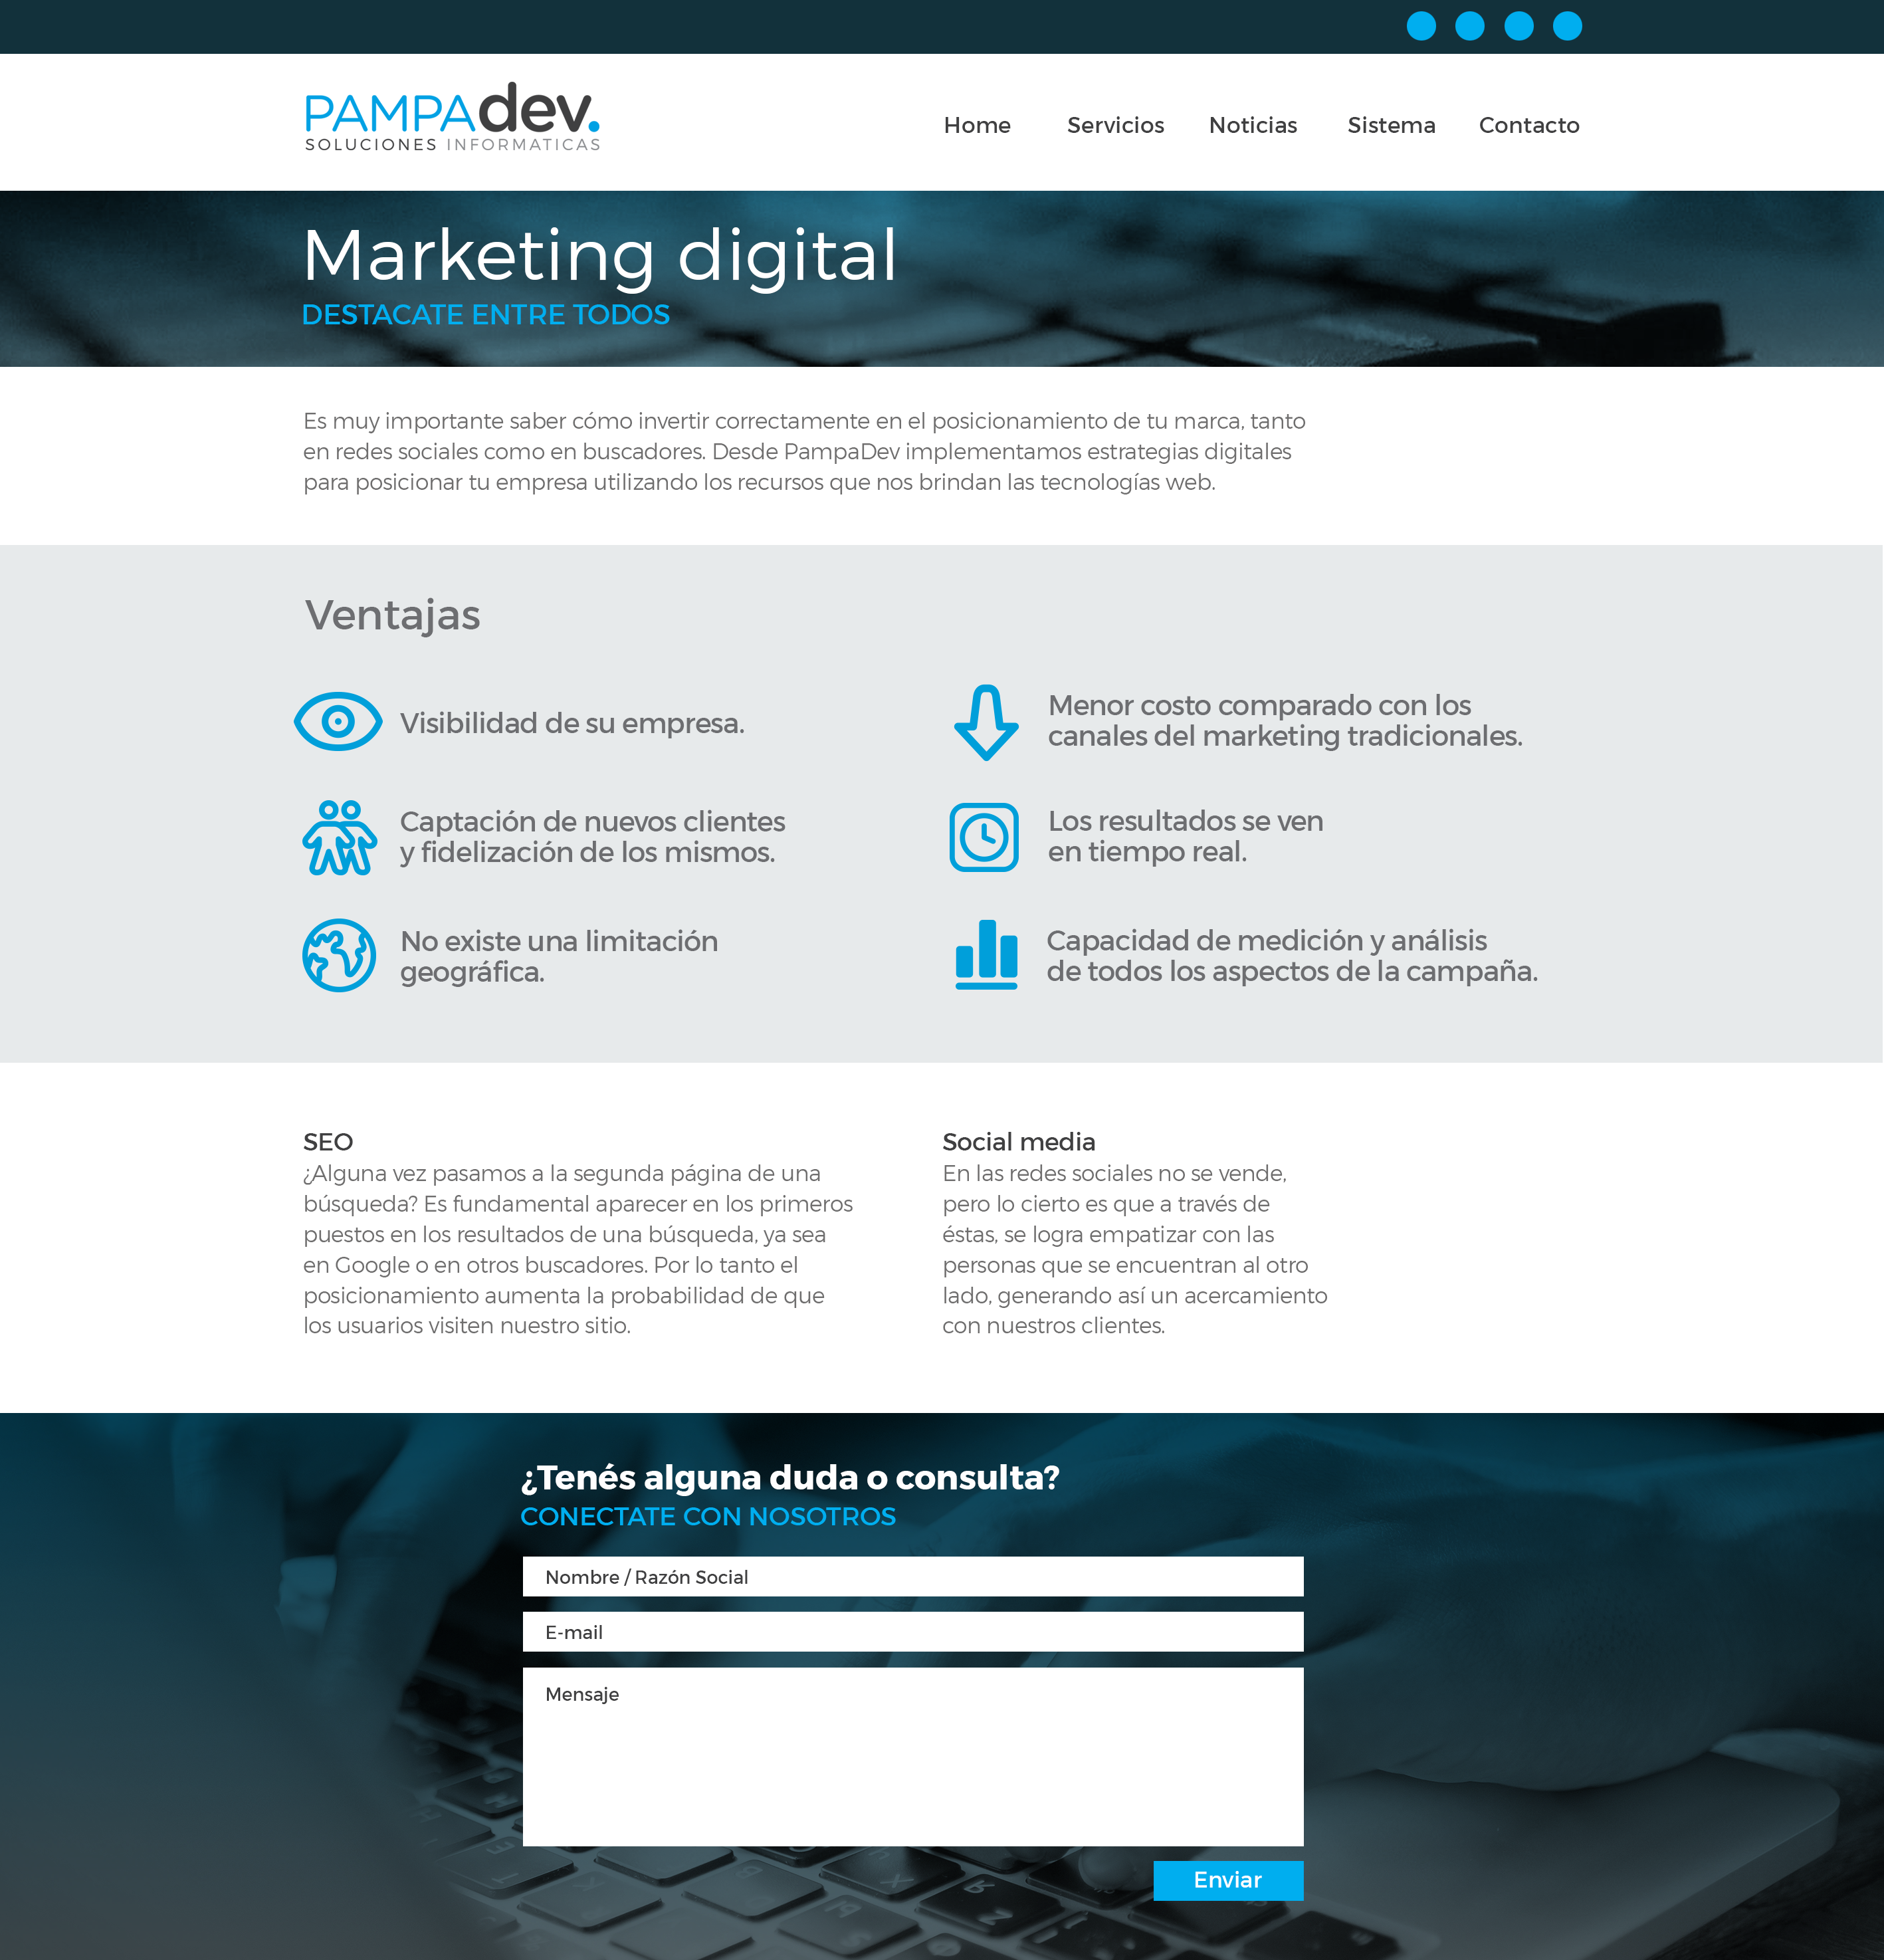 PAMPAdev.
SOLUCIONES INFORMATICAS
Home Servicios Noticias Sistema Contacto
Marketing digital
DESTACATE ENTRE TODOS
Es muy importante saber cómo invertir correctamente en el posicionamiento de tu marca, tanto
en redes sociales como en buscadores. Desde PampaDev implementamos estrategias digitales
para posicionar tu empresa utilizando los recursos que nos brindan las tecnologías web.
Ventajas
Visibilidad de su empresa.
Captación de nuevos clientes
y fidelización de los mismos.
No existe una limitación
geográfica.
Menor costo comparado con los
canales del marketing tradicionales.
Los resultados se ven
en tiempo real.
Capacidad de medición y análisis
de todos los aspectos de la campaña.
SEO
¿Alguna vez pasamos a la segunda página de una
búsqueda? Es fundamental aparecer en los primeros
puestos en los resultados de una búsqueda, ya sea
en Google o en otros buscadores. Por lo tanto el
posicionamiento aumenta la probabilidad de que
los usuarios visiten nuestro sitio.
Social media
En las redes sociales no se vende,
pero lo cierto es que a través de
éstas, se logra empatizar con las
personas que se encuentran al otro
lado, generando así un acercamiento
con nuestros clientes.
¿Tenés alguna duda o consulta?
CONECTATE CON NOSOTROS
Nombre / Razón Social
E-mail
Mensaje
Enviar